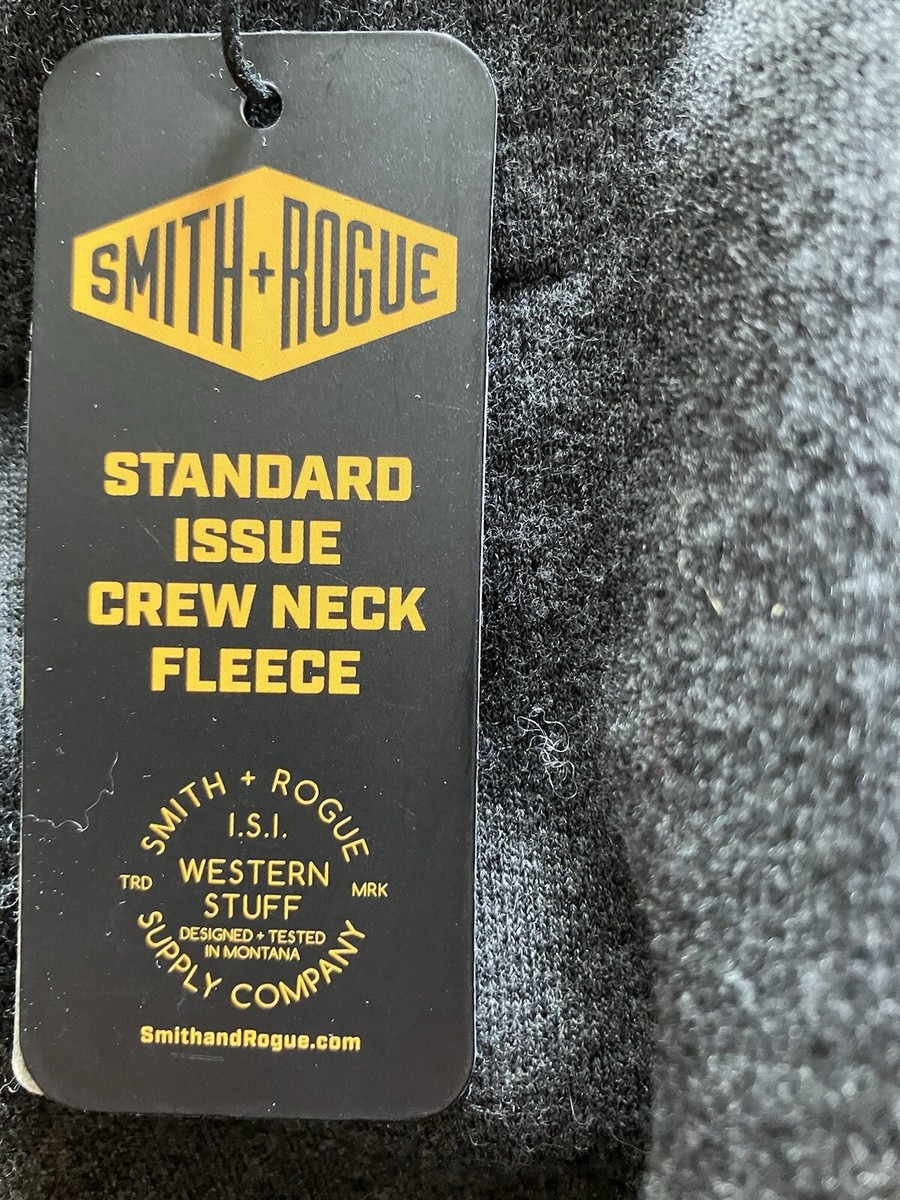 SMITH+ROGUE
STANDARD
ISSUE
CREW NECK
FLEECE
SMITH + ROGUE
I.S.I.
TRD
WESTERN
STUFF
MRK
DESIGNED + TESTED
IN MONTANA
SUPPLY COMPANY
SmithandRogue.com